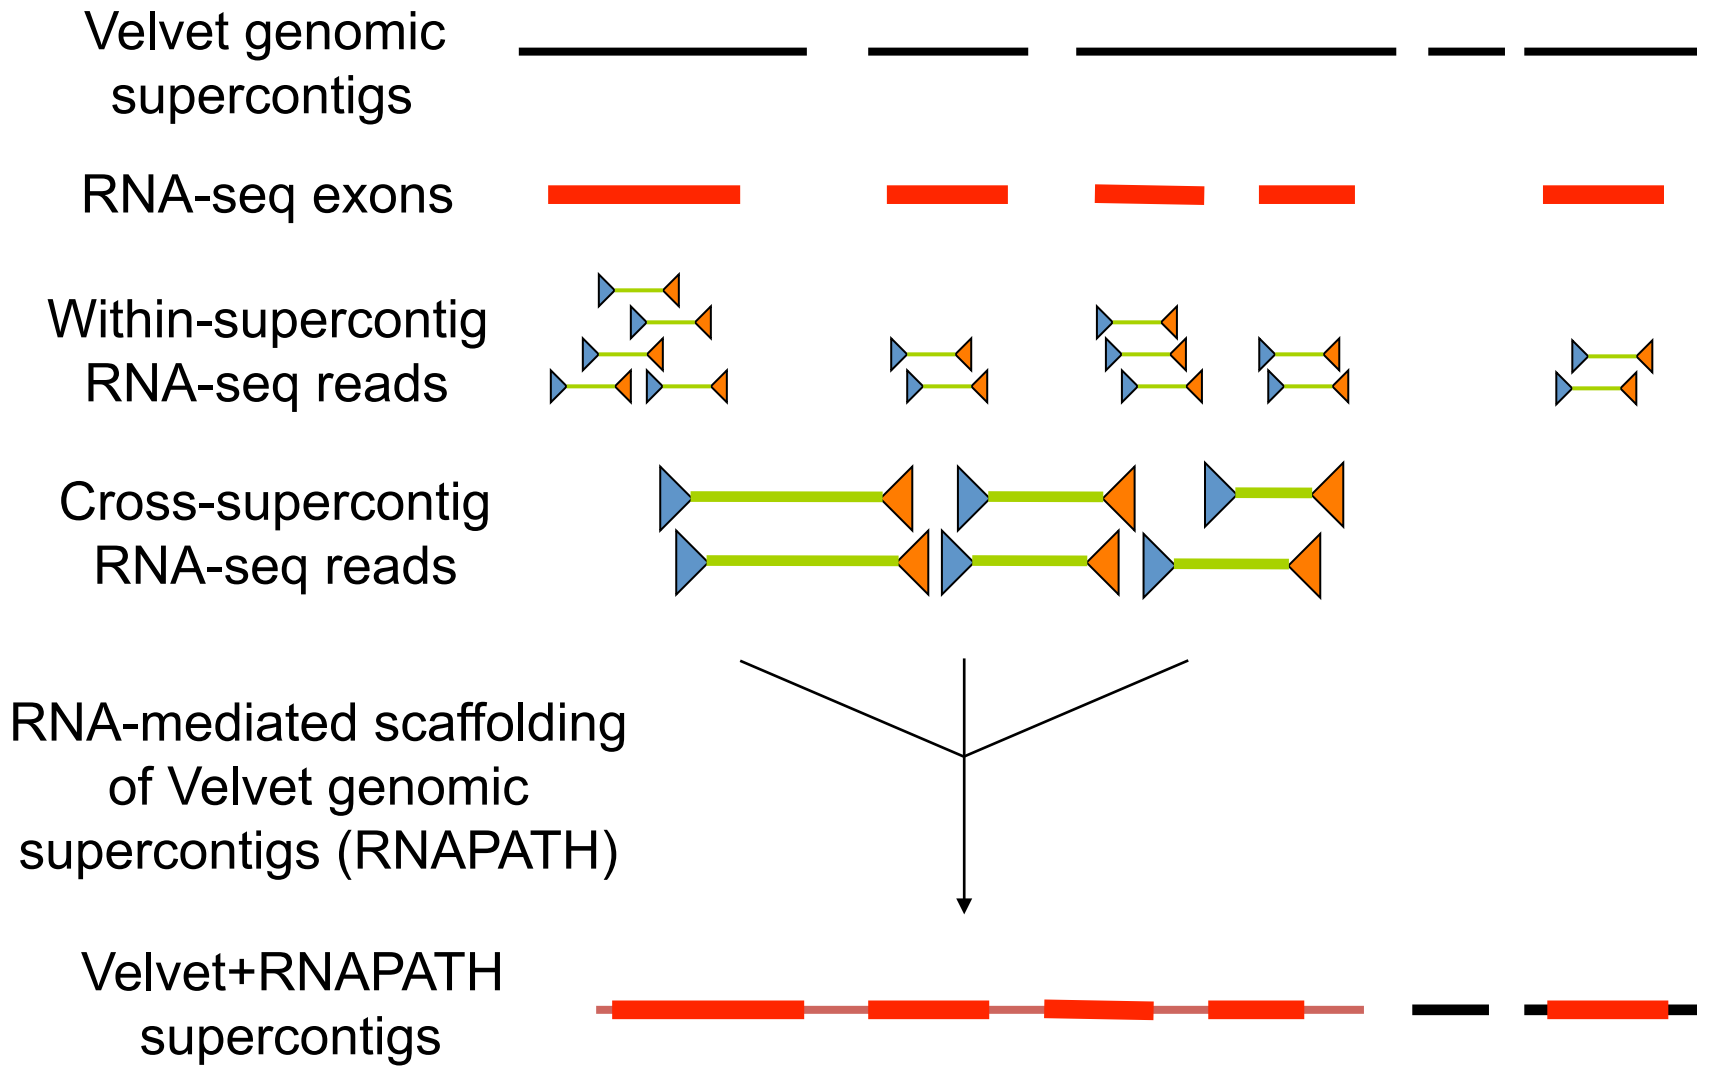 Velvet genomic
supercontigs
RNA-seq exons
Within-supercontig
RNA-seq reads
Cross-supercontig
RNA-seq reads
RNA-mediated scaffolding
of Velvet genomic
supercontigs (RNAPATH)
Velvet+RNAPATH
supercontigs